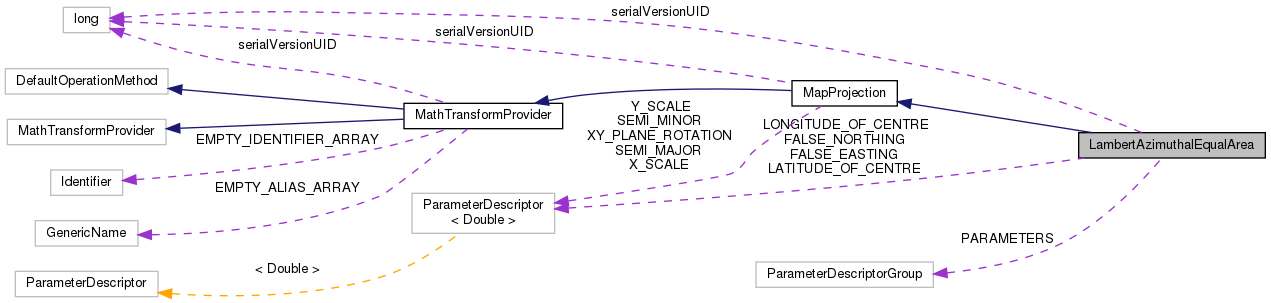 serialVersionUID
long
serialVersionUID
serialVersionUID
DefaultOperationMethod
MapProjection
MathTransformProvider
Y_SCALE
SEMI_MINOR
XY_PLANE_ROTATION
SEMI_MAJOR
X_SCALE
LONGITUDE_OF_CENTRE
FALSE_NORTHING
FALSE_EASTING
LATITUDE_OF_CENTRE
MathTransformProvider
EMPTY_IDENTIFIER_ARRAY
LambertAzimuthalEqualArea
Identifier
EMPTY_ALIAS_ARRAY
ParameterDescriptor
< Double >
GenericName
PARAMETERS
< Double >
ParameterDescriptorGroup
ParameterDescriptor